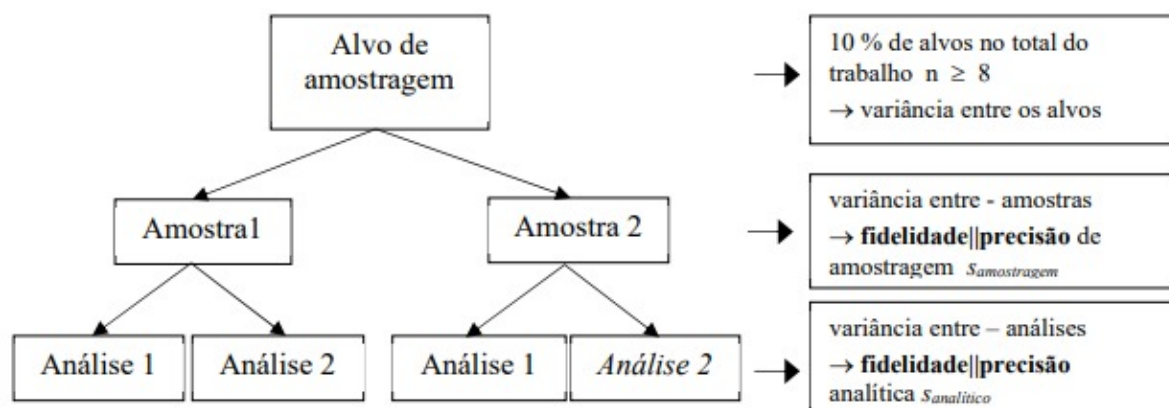 Alvo de
amostragem
10 % de alvos no total do
trabalho n ≥ 8
→ variância entre os alvos
Amostra1
Amostra 2
variância entre - amostras
→ fidelidade||precisão de
amostragem Samostragem
Análise 1
Análise 2
Análise 1
Análise 2
variância entre – análises
→ fidelidade||precisão
analítica Sanalítico